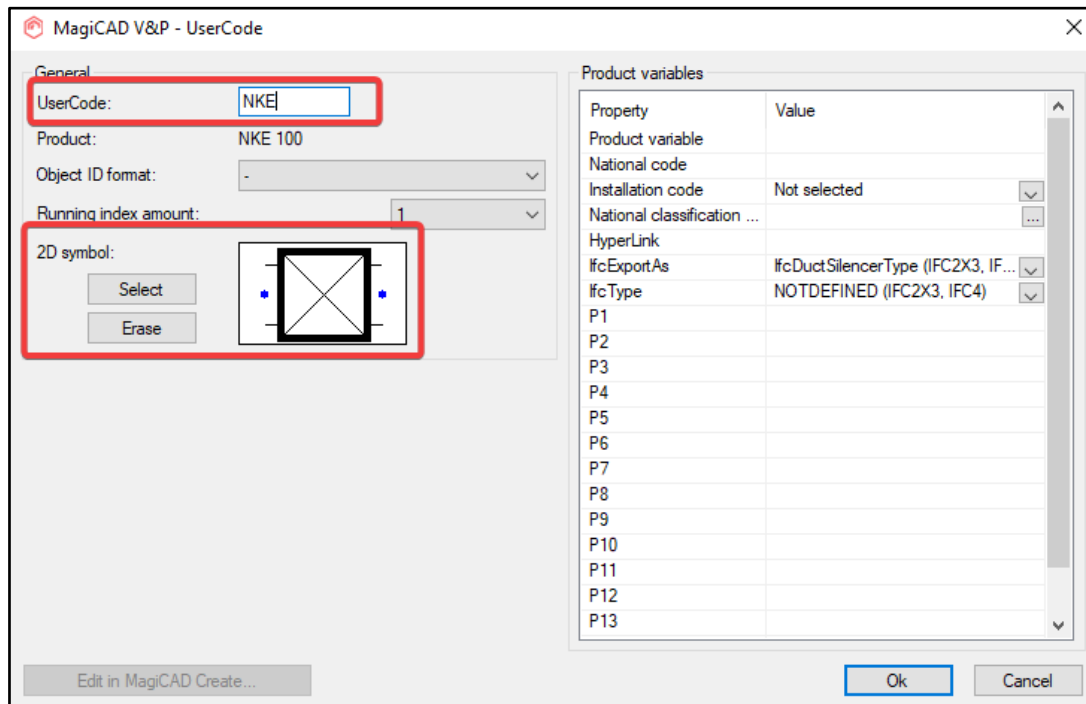 MagiCAD V&P - UserCode
General
UserCode:
NKE
Product:
NKE 100
Object ID format:
-
Running index amount:
1
2D symbol:
Select
Erase
Product variables
Property Value
Product variable
National code
Installation code Not selected
National classification ... ...
HyperLink
IfcExportAs IfcDuctSilencerType (IFC2X3, IF...
IfcType NOTDEFINED (IFC2X3, IFC4)
P1
P2
P3
P4
P5
P6
P7
P8
P9
P10
P11
P12
P13
Edit in MagiCAD Create...
Ok
Cancel